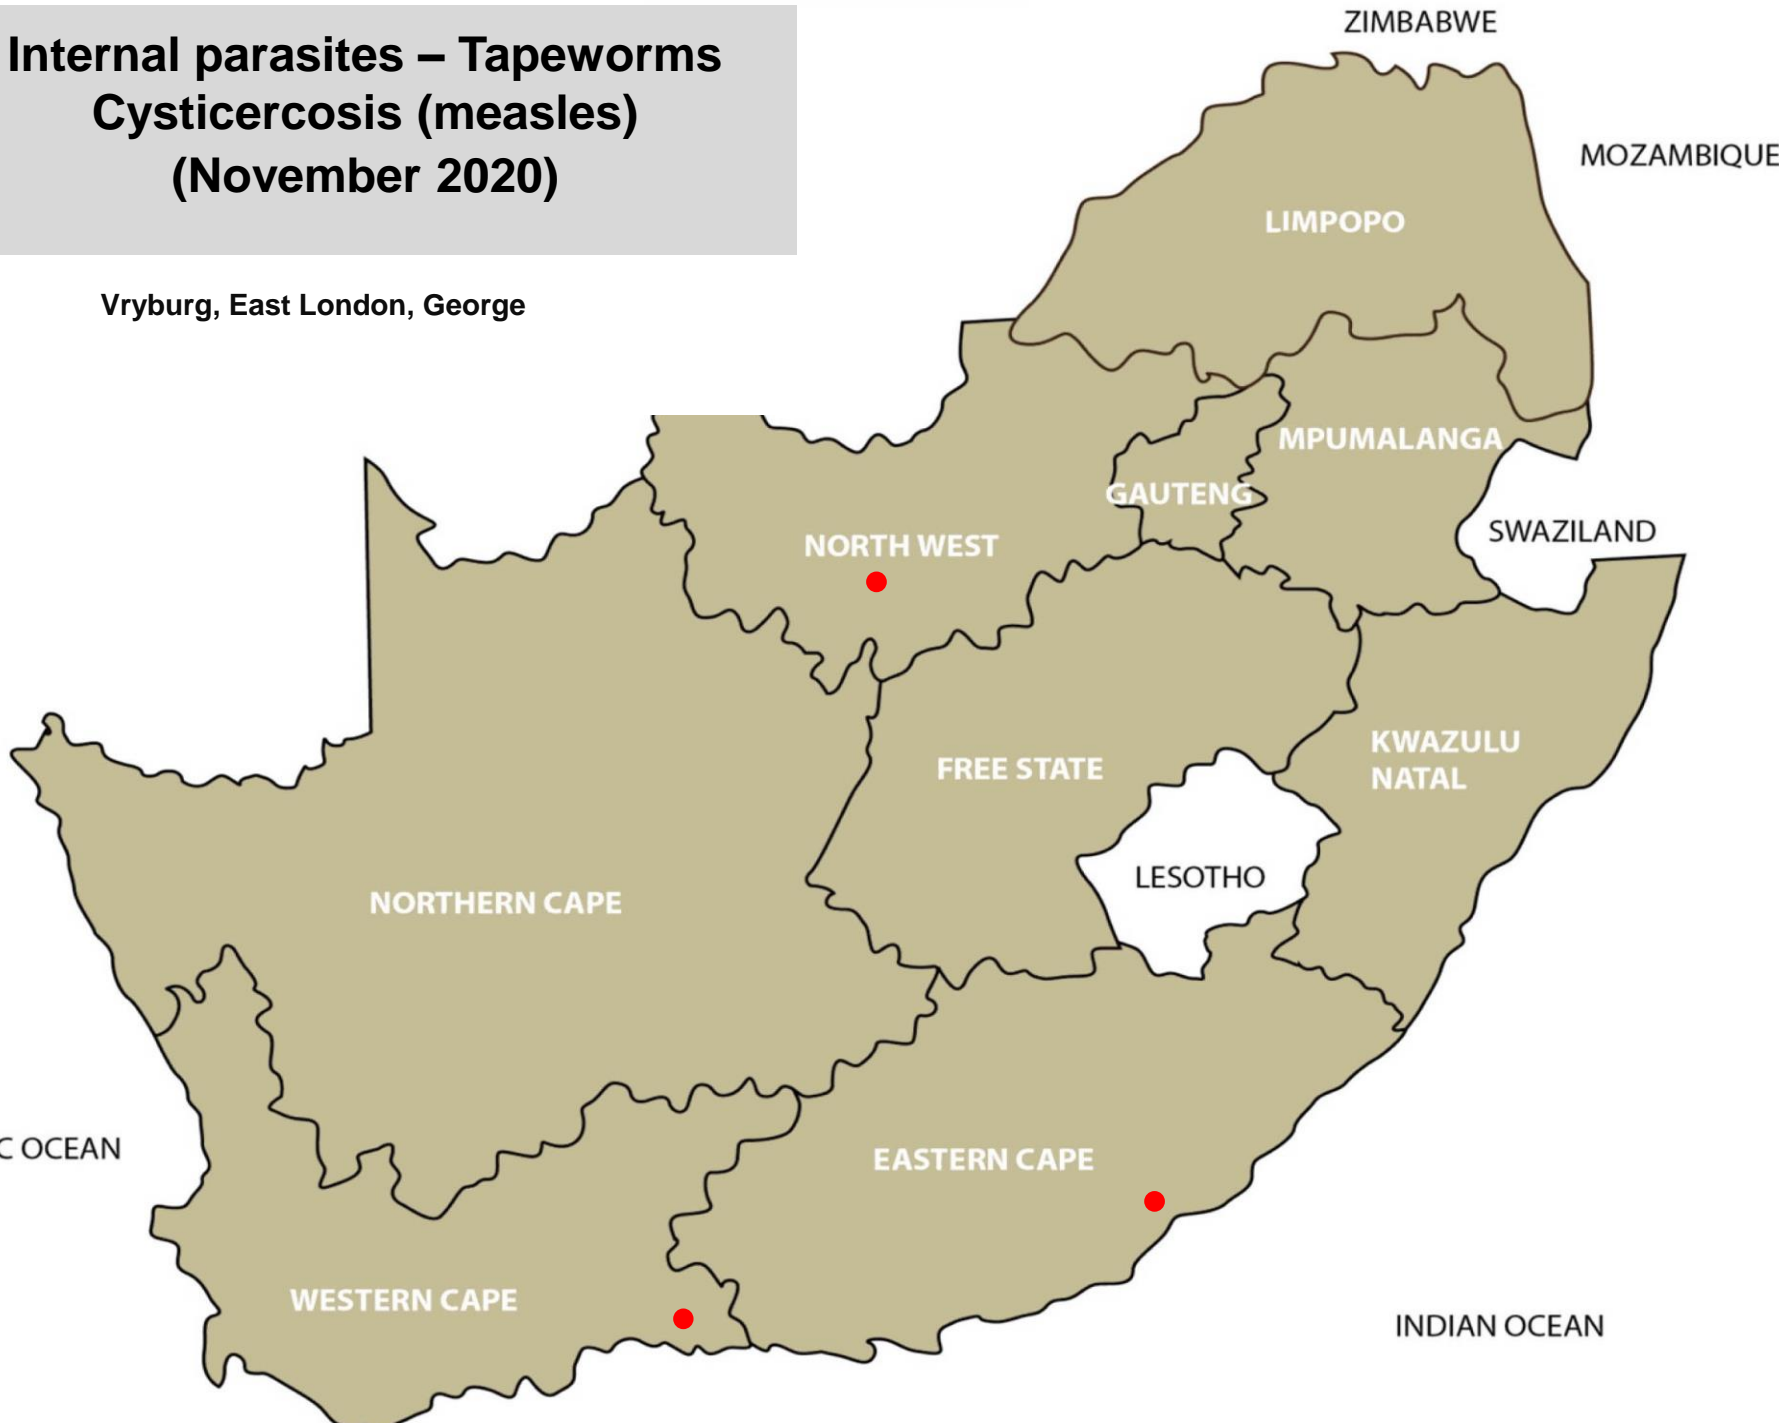 Internal parasites – Tapeworms
Cysticercosis (measles)
(November 2020)
Vryburg, East London, George
ZIMBABWE
MOZAMBIQUE
LIMPOPO
MPUMALANGA
GAUTENG
SWAZILAND
NORTH WEST
KWAZULU
NATAL
FREE STATE
LESOTHO
NORTHERN CAPE
C OCEAN
EASTERN CAPE
WESTERN CAPE
INDIAN OCEAN